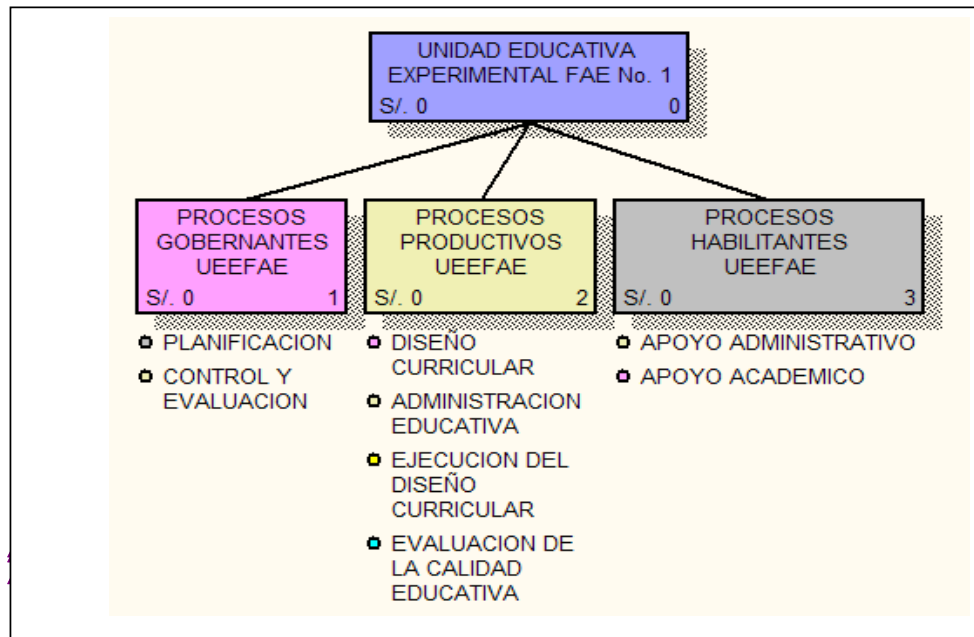 UNIDAD EDUCATIVA
EXPERIMENTAL FAE No. 1
S/. 0 0
PROCESOS
GOBERNANTES
UEEFAE
S/. 0 1
PROCESOS
PRODUCTIVOS
UEEFAE
S/. 0 2
PROCESOS
HABILITANTES
UEEFAE
S/. 0 3
PLANIFICACION
CONTROL Y
EVALUACION
DISEÑO
CURRICULAR
ADMINISTRACION
EDUCATIVA
EJECUCION DEL
DISEÑO
CURRICULAR
EVALUACION DE
LA CALIDAD
EDUCATIVA
APOYO ADMINISTRATIVO
APOYO ACADEMICO